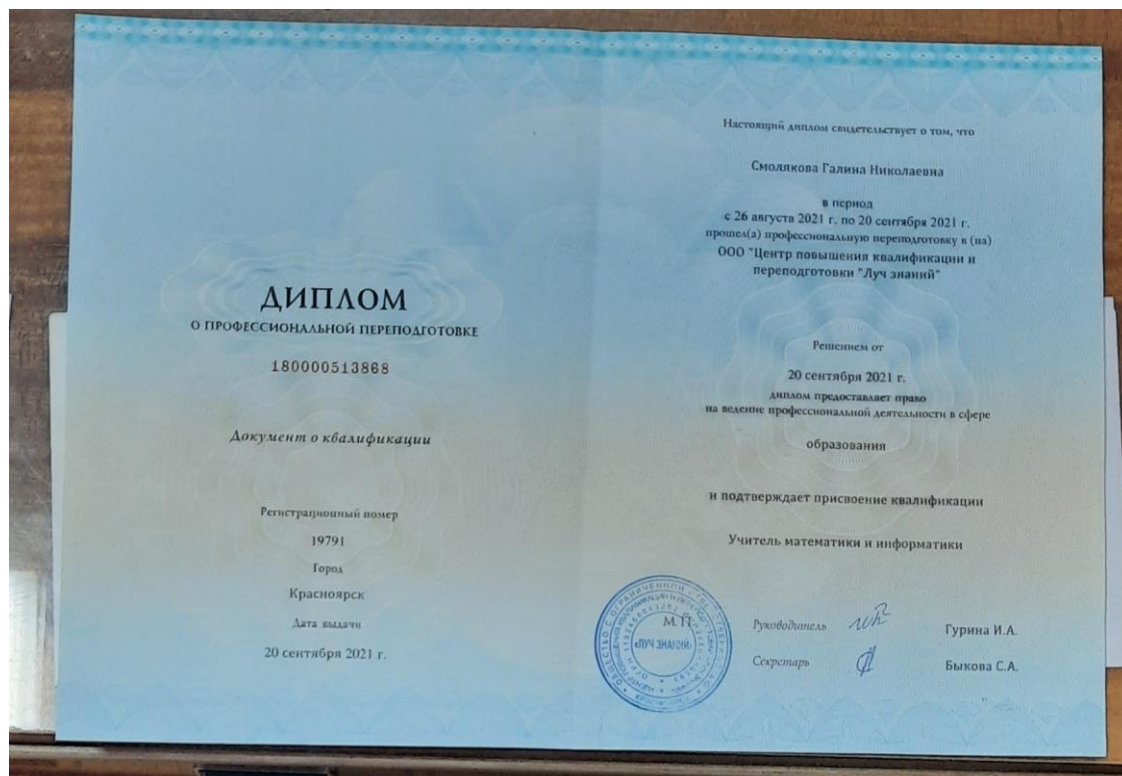 ДИПЛОМ
О ПРОФЕССИОНАЛЬНОЙ ПЕРЕПОДГОТОВКЕ
180000513868
Документ о квалификации
Регистрационный номер
19791
Город
Красноярск
Дата выдачи
20 сентября 2021 г.
Настоящий диплом свидетельствует о том, что
Смолякова Галина Николаевна
в период
с 26 августа 2021 г. по 20 сентября 2021 г.
прошел(а) профессиональную переподготовку в (на)
ООО "Центр повышения квалификации и
переподготовки "Луч знаний"
Решением от
20 сентября 2021 г.
диплом предоставляет право
на ведение профессиональной деятельности в сфере
образования
и подтверждает присвоение квалификации
Учитель математики и информатики
М.П.
«ЛУЧ ЗНАНИЙ»
Руководитель
Гурина И.А.
Секретарь
Быкова С.А.